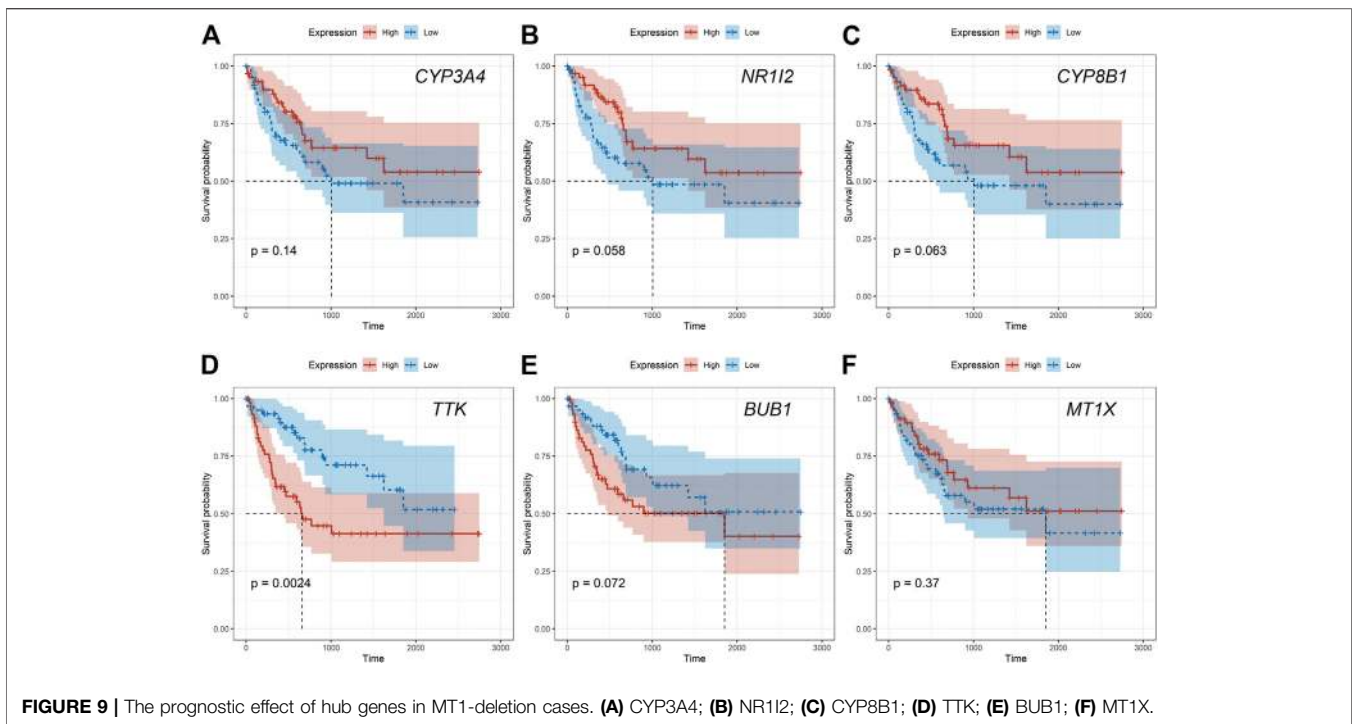 A
Expression High Low
CYP3A4
Survival probability
1.00
0.75
0.50
0.25
0.00
p = 0.14
0 1000 2000 3000
Time
B
Expression High Low
NR1I2
Survival probability
1.00
0.75
0.50
0.25
0.00
p = 0.058
0 1000 2000 3000
Time
C
Expression High Low
CYP8B1
Survival probability
1.00
0.75
0.50
0.25
0.00
p = 0.063
0 1000 2000 3000
Time
D
Expression High Low
TTK
Survival probability
1.00
0.75
0.50
0.25
0.00
p = 0.0024
0 1000 2000 3000
Time
E
Expression High Low
BUB1
Survival probability
1.00
0.75
0.50
0.25
0.00
p = 0.072
0 1000 2000 3000
Time
F
Expression High Low
MT1X
Survival probability
1.00
0.75
0.50
0.25
0.00
p = 0.37
0 1000 2000 3000
Time
FIGURE 9 | The prognostic effect of hub genes in MT1-deletion cases. (A) CYP3A4; (B) NR1I2; (C) CYP8B1; (D) TTK; (E) BUB1; (F) MT1X.